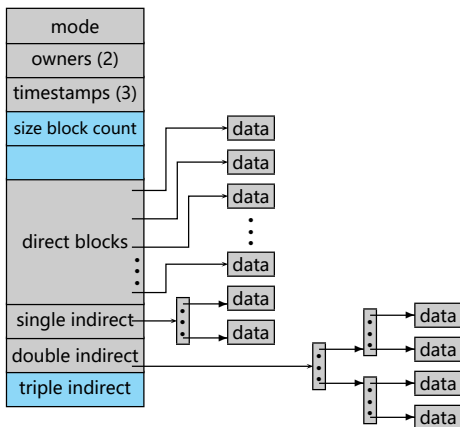 mode
owners (2)
timestamps (3)
size block count
data
data
data
direct blocks
data
single indirect
data
data
double indirect
triple indirect
data
data
data
data